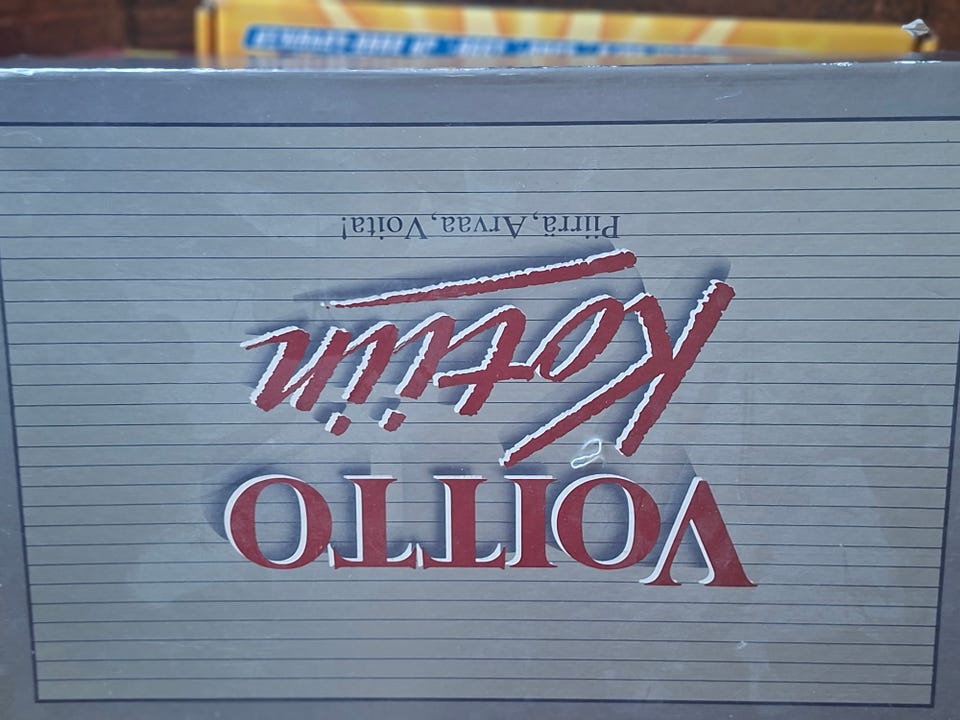 VOITTO
Kotiin
Piirrä, Arvaa, Voita!